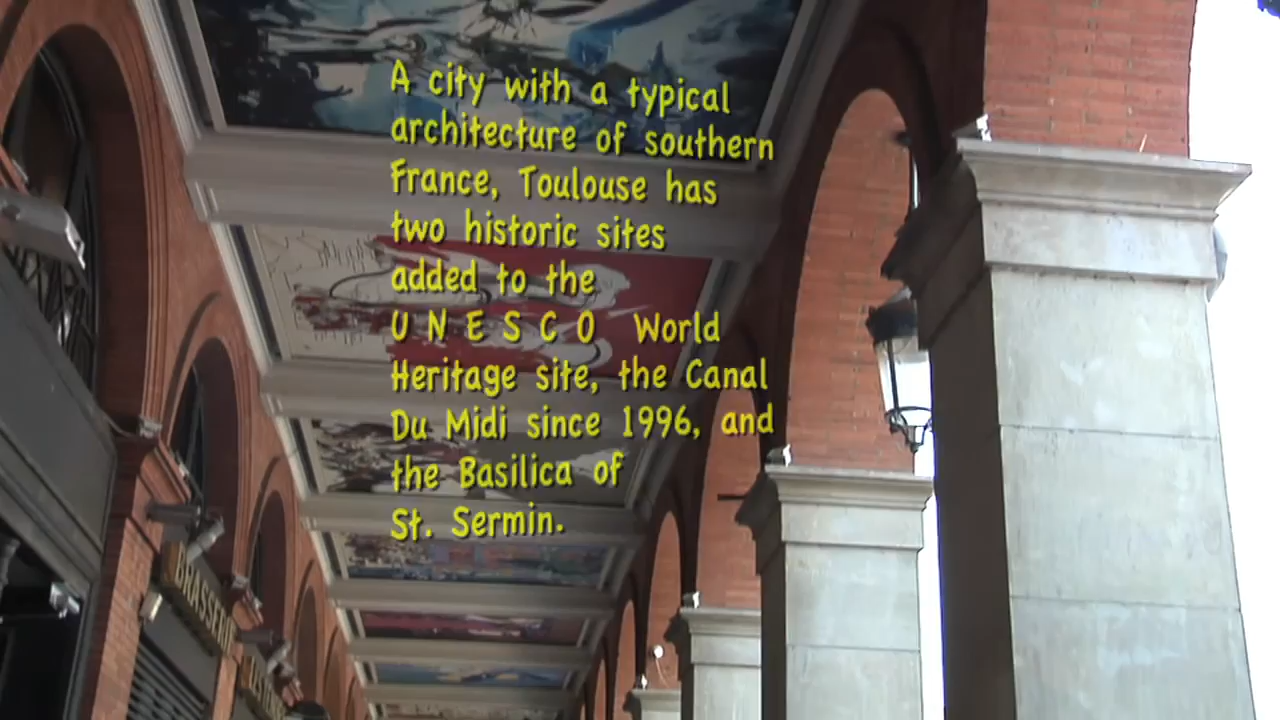 A city with a typical
architecture of southern
France, Toulouse has
two historic sites
added to the
U N E S C O World
Heritage site, the Canal
Du Midi since 1996, and
the Basilica of
St. Sermin.
BRASSERIE